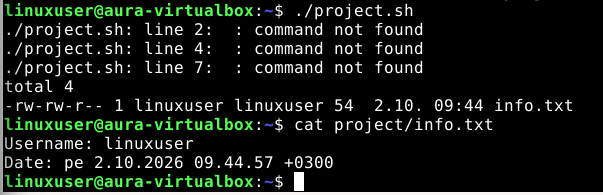 linuxuser@aura-virtualbox:~$ ./project.sh
./project.sh: line 2:  : command not found
./project.sh: line 4:  : command not found
./project.sh: line 7:  : command not found
total 4
-rw-rw-r-- 1 linuxuser linuxuser 54  2.10. 09:44 info.txt
linuxuser@aura-virtualbox:~$ cat project/info.txt
Username: linuxuser
Date: pe 2.10.2026 09.44.57 +0300
linuxuser@aura-virtualbox:~$